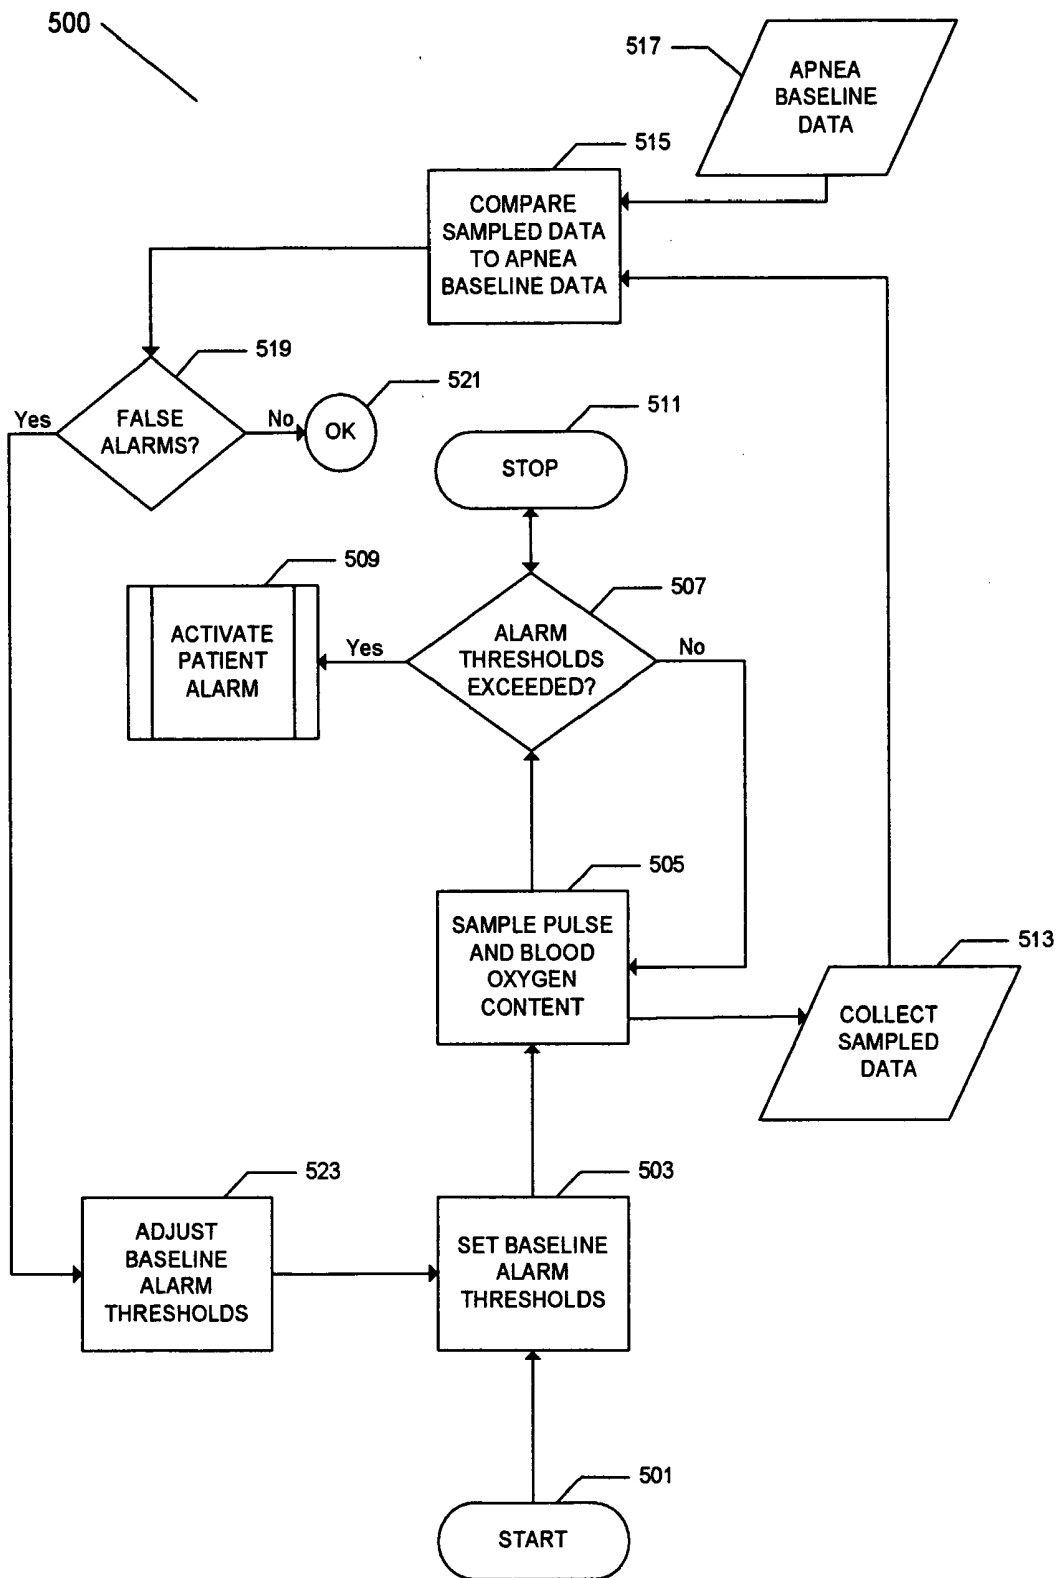 500
517
APNEA
BASELINE
DATA
515
COMPARE
SAMPLED DATA
TO APNEA
BASELINE DATA
519
FALSE
ALARMS?
Yes
No
521
OK
511
STOP
509
ACTIVATE
PATIENT
ALARM
Yes
507
ALARM
THRESHOLDS
EXCEEDED?
No
505
SAMPLE PULSE
AND BLOOD
OXYGEN
CONTENT
513
COLLECT
SAMPLED
DATA
523
ADJUST
BASELINE
ALARM
THRESHOLDS
503
SET BASELINE
ALARM
THRESHOLDS
501
START